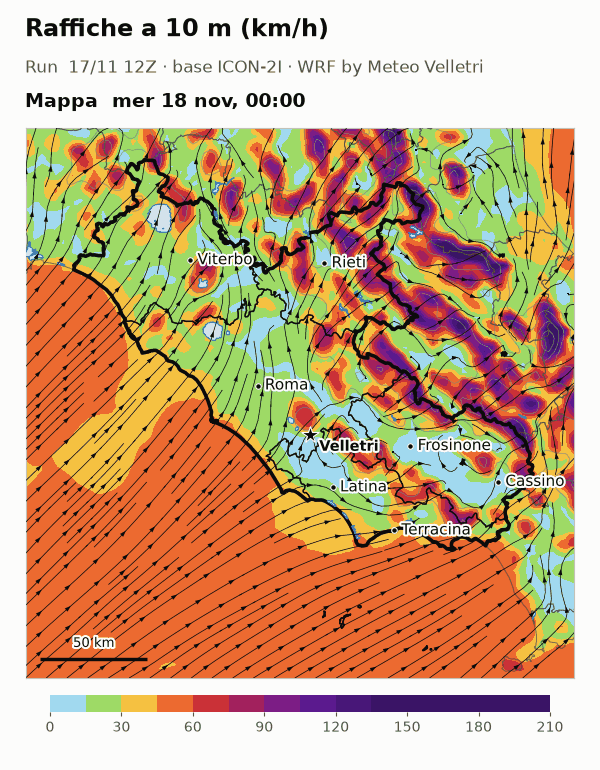 Raffiche a 10 m (km/h)
Run  17/11 12Z · base ICON-2I · WRF by Meteo Velletri
Mappa  mer 18 nov, 00:00
Viterbo
Rieti
Roma
Velletri
Frosinone
Latina
Cassino
Terracina
50 km
0 30 60 90 120 150 180 210